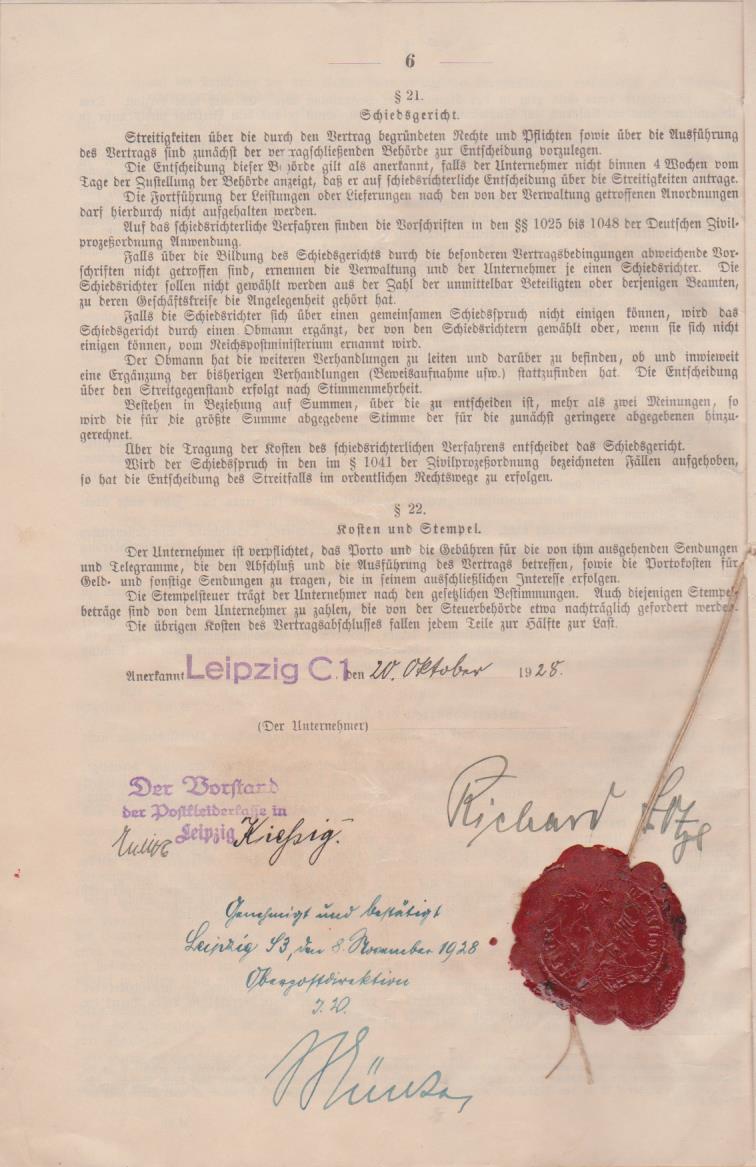 6
§ 21.
Schiedsgericht.
Streitigkeiten über die durch den Vertrag begründeten Rechte und Pflichten sowie über die Ausführung
des Vertrags sind zunächst der vertragschließenden Behörde zur Entscheidung vorzulegen.
Die Entscheidung dieser Behörde gilt als anerkannt, falls der Unternehmer nicht binnen 4 Wochen vom
Tage der Zustellung der Behörde anzeigt, daß er auf schiedsrichterliche Entscheidung über die Streitigkeiten antrage.
Die Fortführung der Leistungen oder Lieferungen nach den von der Verwaltung getroffenen Anordnungen
darf hierdurch nicht aufgehalten werden.
Auf das schiedsrichterliche Verfahren finden die Vorschriften in den §§ 1025 bis 1048 der Deutschen Zivil-
prozeßordnung Anwendung.
Falls über die Bildung des Schiedsgerichts durch die besonderen Vertragsbedingungen abweichende Vor-
schriften nicht getroffen sind, ernennen die Verwaltung und der Unternehmer je einen Schiedsrichter. Die
Schiedsrichter sollen nicht gewählt werden aus der Zahl der unmittelbar Beteiligten oder derjenigen Beamten,
zu deren Geschäftskreise die Angelegenheit gehört hat.
Falls die Schiedsrichter sich über einen gemeinsamen Schiedsspruch nicht einigen können, wird das
Schiedsgericht durch einen Obmann ergänzt, der von den Schiedsrichtern gewählt oder, wenn sie sich nicht
einigen können, vom Reichspostministerium ernannt wird.
Der Obmann hat die weiteren Verhandlungen zu leiten und darüber zu befinden, ob und inwieweit
eine Ergänzung der bisherigen Verhandlungen (Beweisaufnahme usw.) stattzufinden hat. Die Entscheidung
über den Streitgegenstand erfolgt nach Stimmenmehrheit.
Bestehen in Beziehung auf Summen, über die zu entscheiden ist, mehr als zwei Meinungen, so
wird die für die größte Summe abgegebene Stimme der für die zunächst geringere abgegebenen hinzu-
gerechnet.
Über die Tragung der Kosten des schiedsrichterlichen Verfahrens entscheidet das Schiedsgericht.
Wird der Schiedsspruch in den im § 1041 der Zivilprozeßordnung bezeichneten Fällen aufgehoben,
so hat die Entscheidung des Streitfalls im ordentlichen Rechtswege zu erfolgen.
§ 22.
Kosten und Stempel.
Der Unternehmer ist verpflichtet, das Porto und die Gebühren für die von ihm ausgehenden Sendungen
und Telegramme, die den Abschluß und die Ausführung des Vertrags betreffen, sowie die Portokosten für
Geld- und sonstige Sendungen zu tragen, die in seinem ausschließlichen Interesse erfolgen.
Die Stempelsteuer trägt der Unternehmer nach den gesetzlichen Bestimmungen. Auch diejenigen Stempel-
beträge sind von dem Unternehmer zu zahlen, die von der Steuerbehörde etwa nachträglich gefordert werden.
Die übrigen Kosten des Vertragsabschlusses fallen jedem Teile zur Hälfte zur Last.
Anerkannt Leipzig C 1. den 20. Oktober 1928.
(Der Unternehmer)
Der Vorstand
der Postkleiderkasse in
Leipzig Kießig.
Richard
Genehmigt und bestätigt
Leipzig S3, den 8. November 1928
Oberpostdirektion
I. V.